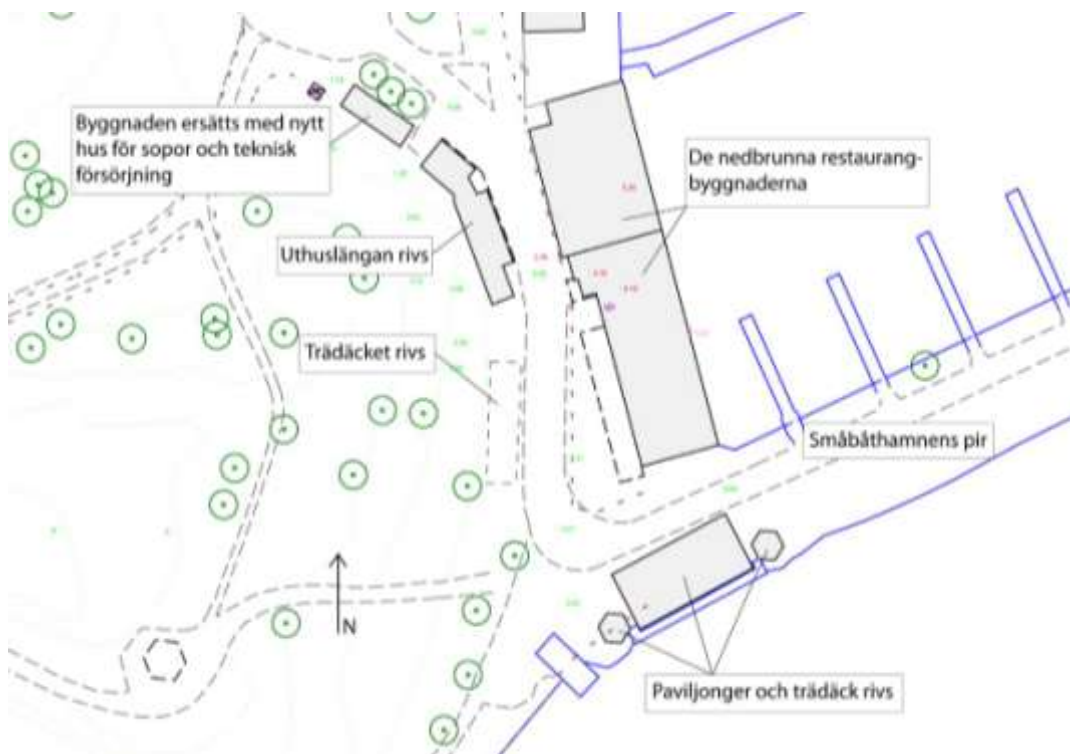 Byggnaden ersätts med nytt
hus för sopor och teknisk
försörjning
De nedbrunna restaurang-
byggnaderna
Uthuslängan rivs
Trädäcket rivs
Småbåthamnens pir
N
Paviljonger och trädäck rivs